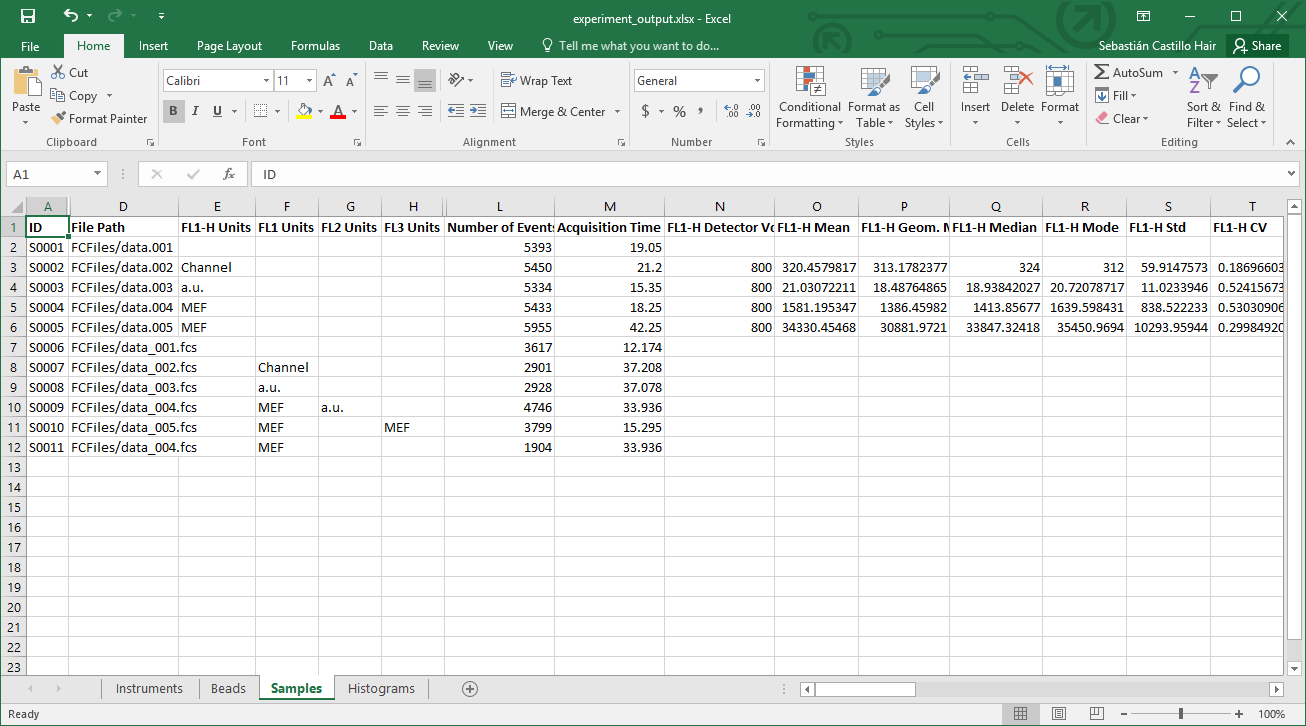 experiment_output.xlsx - Excel
File Home Insert Page Layout Formulas Data Review View Tell me what you want to do... Sebastián Castillo Hair Share
Paste Cut Copy Format Painter Clipboard
Calibri 11 B I U A Font
Wrap Text Merge & Center Alignment
General $ % , Number
Conditional Formatting Format as Table Cell Styles Styles
Insert Delete Format Cells
AutoSum Fill Clear Sort & Filter Find & Select Editing
A1 fx ID
A D E F G H L M N O P Q R S T
1 ID File Path FL1-H Units FL1 Units FL2 Units FL3 Units Number of Events Acquisition Time FL1-H Detector Vo FL1-H Mean FL1-H Geom. M FL1-H Median FL1-H Mode FL1-H Std FL1-H CV
2 S0001 FCFiles/data.001 5393 19.05
3 S0002 FCFiles/data.002 Channel 5450 21.2 800 320.4579817 313.1782377 324 312 59.9147573 0.18696603
4 S0003 FCFiles/data.003 a.u. 5334 15.35 800 21.03072211 18.48764865 18.93842027 20.72078717 11.0233946 0.52415673
5 S0004 FCFiles/data.004 MEF 5433 18.25 800 1581.195347 1386.45982 1413.85677 1639.598431 838.522233 0.53030906
6 S0005 FCFiles/data.005 MEF 5955 42.25 800 34330.45468 30881.9721 33847.32418 35450.9694 10293.95944 0.29984920
7 S0006 FCFiles/data_001.fcs 3617 12.174
8 S0007 FCFiles/data_002.fcs Channel 2901 37.208
9 S0008 FCFiles/data_003.fcs a.u. 2928 37.078
10 S0009 FCFiles/data_004.fcs MEF a.u. 4746 33.936
11 S0010 FCFiles/data_005.fcs MEF MEF 3799 15.295
12 S0011 FCFiles/data_004.fcs MEF 1904 33.936
13
14
15
16
17
18
19
20
21
22
23
Instruments Beads Samples Histograms
Ready 100%